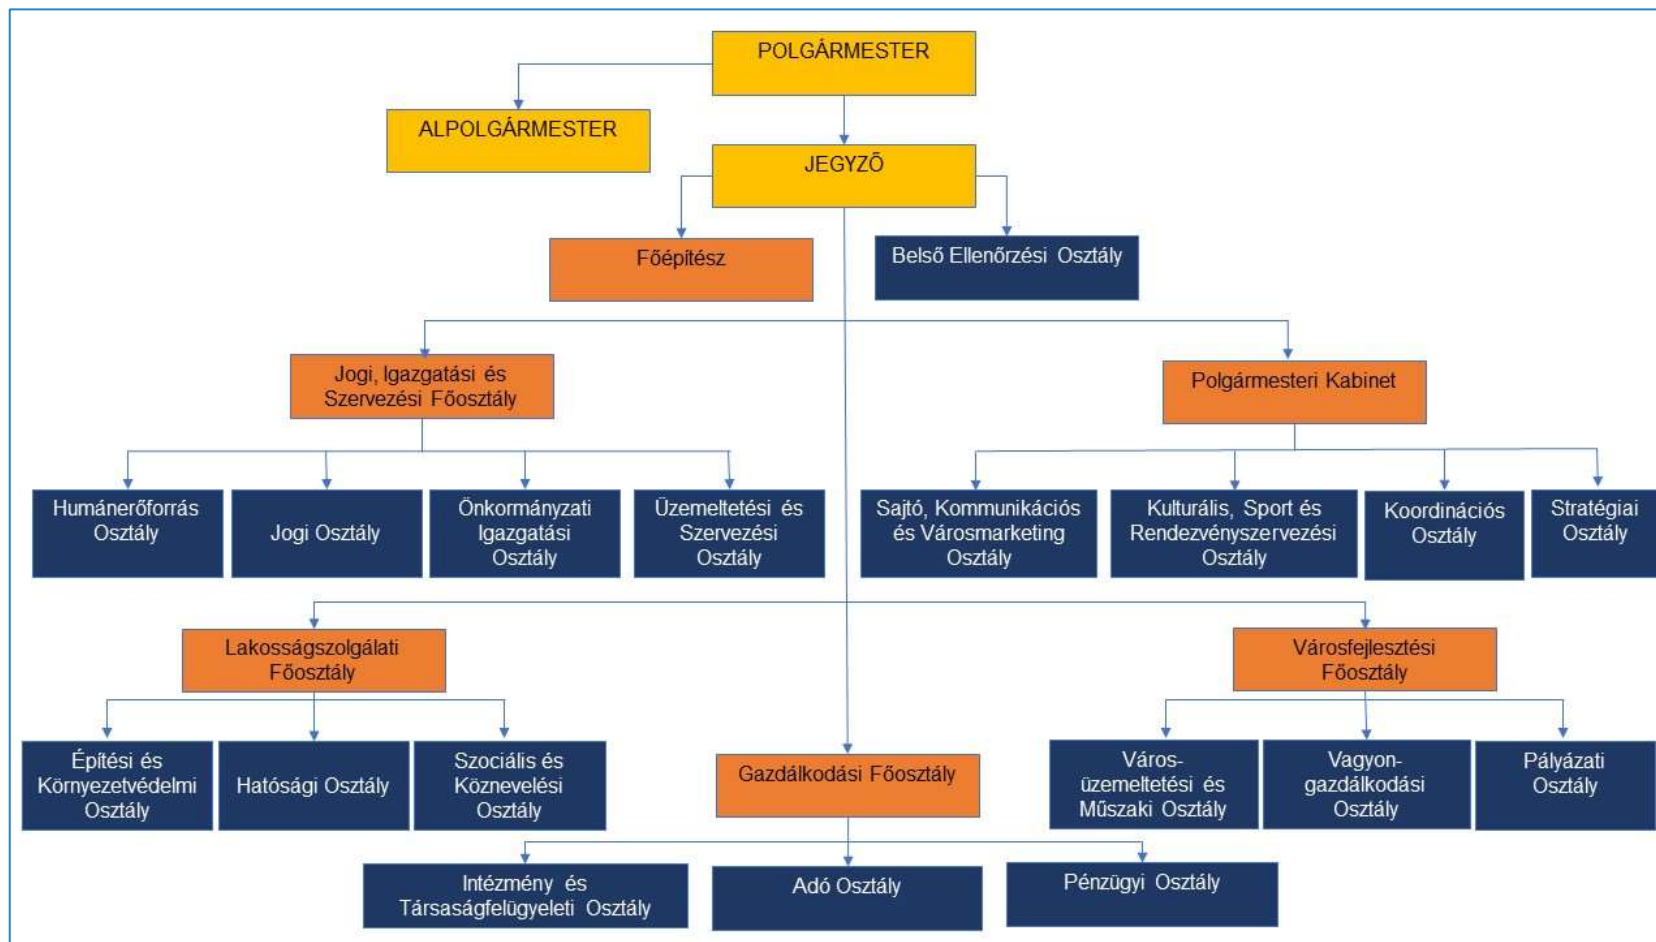 POLGÁRMESTER
ALPOLGÁRMESTER
JEGYZŐ
Főépítész
Belső Ellenőrzési Osztály
Jogi, Igazgatási és
Szervezési Főosztály
Polgármesteri Kabinet
Humánerőforrás
Osztály
Jogi Osztály
Önkormányzati
Igazgatási
Osztály
Üzemeltetési és
Szervezési
Osztály
Sajtó, Kommunikációs
és Városmarketing
Osztály
Kulturális, Sport és
Rendezvényszervezési
Osztály
Koordinációs
Osztály
Stratégiai
Osztály
Lakosságszolgálati
Főosztály
Városfejlesztési
Főosztály
Építési és
Környezetvédelmi
Osztály
Hatósági Osztály
Szociális és
Köznevelési
Osztály
Gazdálkodási Főosztály
Város-
üzemeltetési és
Műszaki Osztály
Vagyon-
gazdálkodási
Osztály
Pályázati
Osztály
Intézmény és
Társaságfelügyeleti Osztály
Adó Osztály
Pénzügyi Osztály